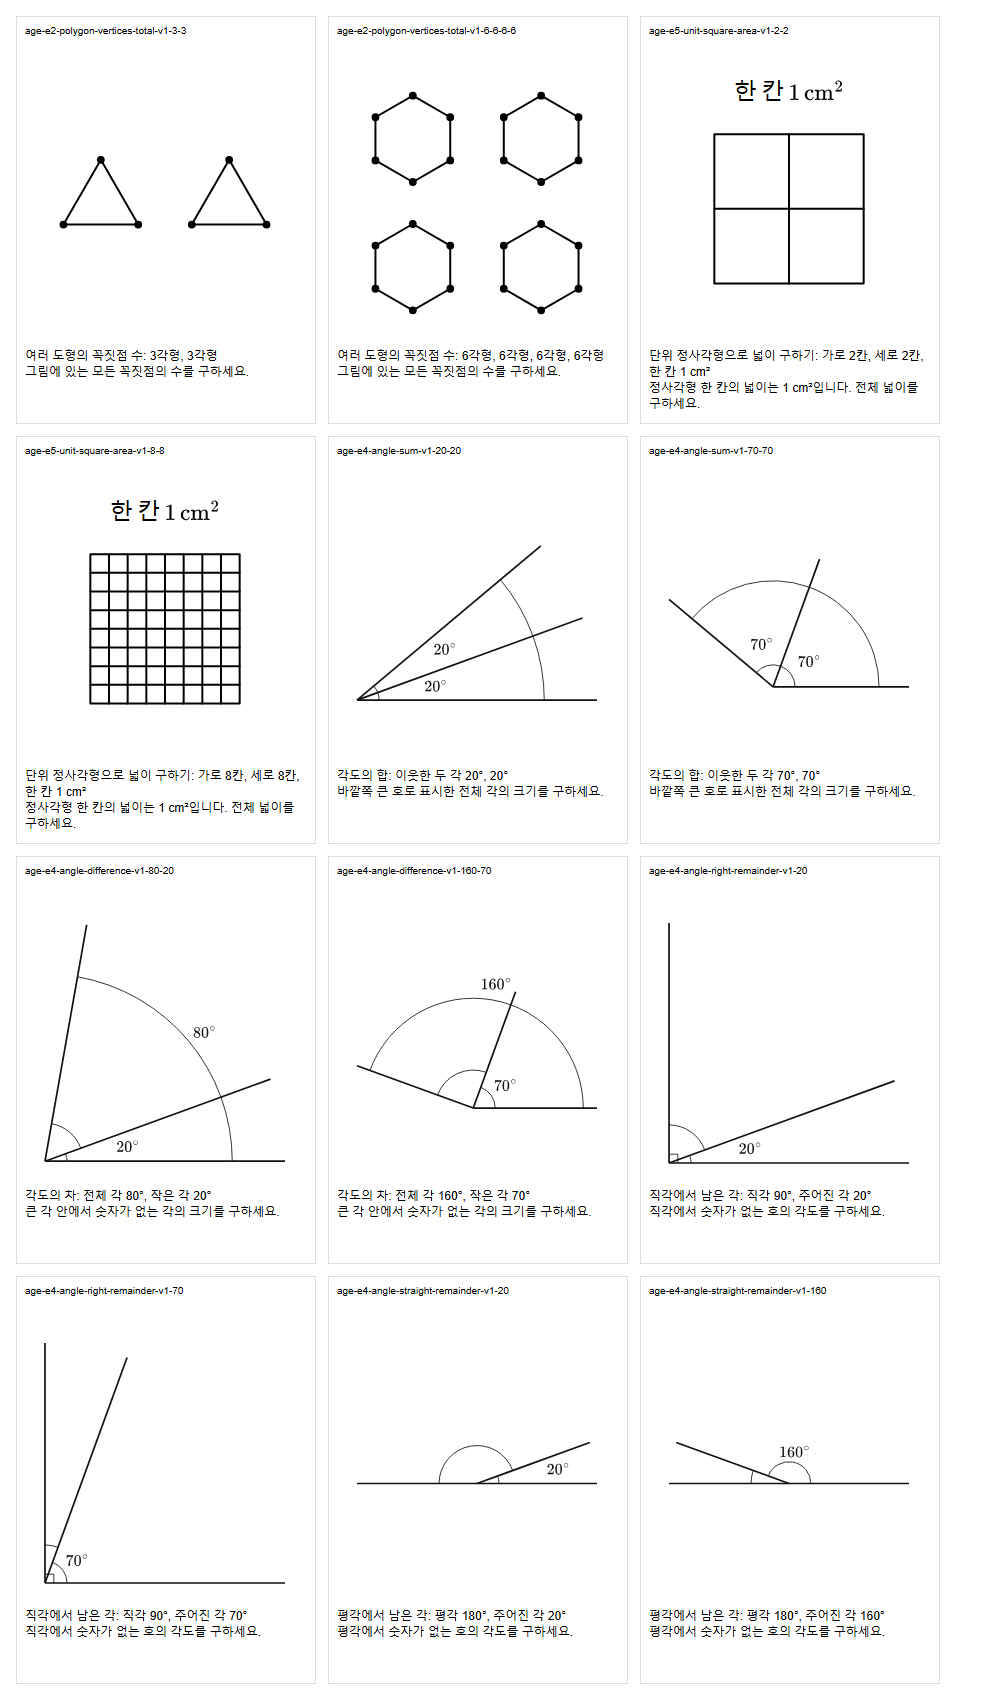 age-e2-polygon-vertices-total-v1-3-3
여러 도형의 꼭짓점 수: 3각형, 3각형
그림에 있는 모든 꼭짓점의 수를 구하세요.
age-e2-polygon-vertices-total-v1-6-6-6-6
여러 도형의 꼭짓점 수: 6각형, 6각형, 6각형, 6각형
그림에 있는 모든 꼭짓점의 수를 구하세요.
age-e5-unit-square-area-v1-2-2
한 칸 1 cm²
단위 정사각형으로 넓이 구하기: 가로 2칸, 세로 2칸,
한 칸 1 cm²
정사각형 한 칸의 넓이는 1 cm²입니다. 전체 넓이를
구하세요.
age-e5-unit-square-area-v1-8-8
한 칸 1 cm²
단위 정사각형으로 넓이 구하기: 가로 8칸, 세로 8칸,
한 칸 1 cm²
정사각형 한 칸의 넓이는 1 cm²입니다. 전체 넓이를
구하세요.
age-e4-angle-sum-v1-20-20
20°
20°
각도의 합: 이웃한 두 각 20°, 20°
바깥쪽 큰 호로 표시한 전체 각의 크기를 구하세요.
age-e4-angle-sum-v1-70-70
70°
70°
각도의 합: 이웃한 두 각 70°, 70°
바깥쪽 큰 호로 표시한 전체 각의 크기를 구하세요.
age-e4-angle-difference-v1-80-20
80°
20°
각도의 차: 전체 각 80°, 작은 각 20°
큰 각 안에서 숫자가 없는 각의 크기를 구하세요.
age-e4-angle-difference-v1-160-70
160°
70°
각도의 차: 전체 각 160°, 작은 각 70°
큰 각 안에서 숫자가 없는 각의 크기를 구하세요.
age-e4-angle-right-remainder-v1-20
20°
직각에서 남은 각: 직각 90°, 주어진 각 20°
직각에서 숫자가 없는 호의 각도를 구하세요.
age-e4-angle-right-remainder-v1-70
70°
직각에서 남은 각: 직각 90°, 주어진 각 70°
직각에서 숫자가 없는 호의 각도를 구하세요.
age-e4-angle-straight-remainder-v1-20
20°
평각에서 남은 각: 평각 180°, 주어진 각 20°
평각에서 숫자가 없는 호의 각도를 구하세요.
age-e4-angle-straight-remainder-v1-160
160°
평각에서 남은 각: 평각 180°, 주어진 각 160°
평각에서 숫자가 없는 호의 각도를 구하세요.